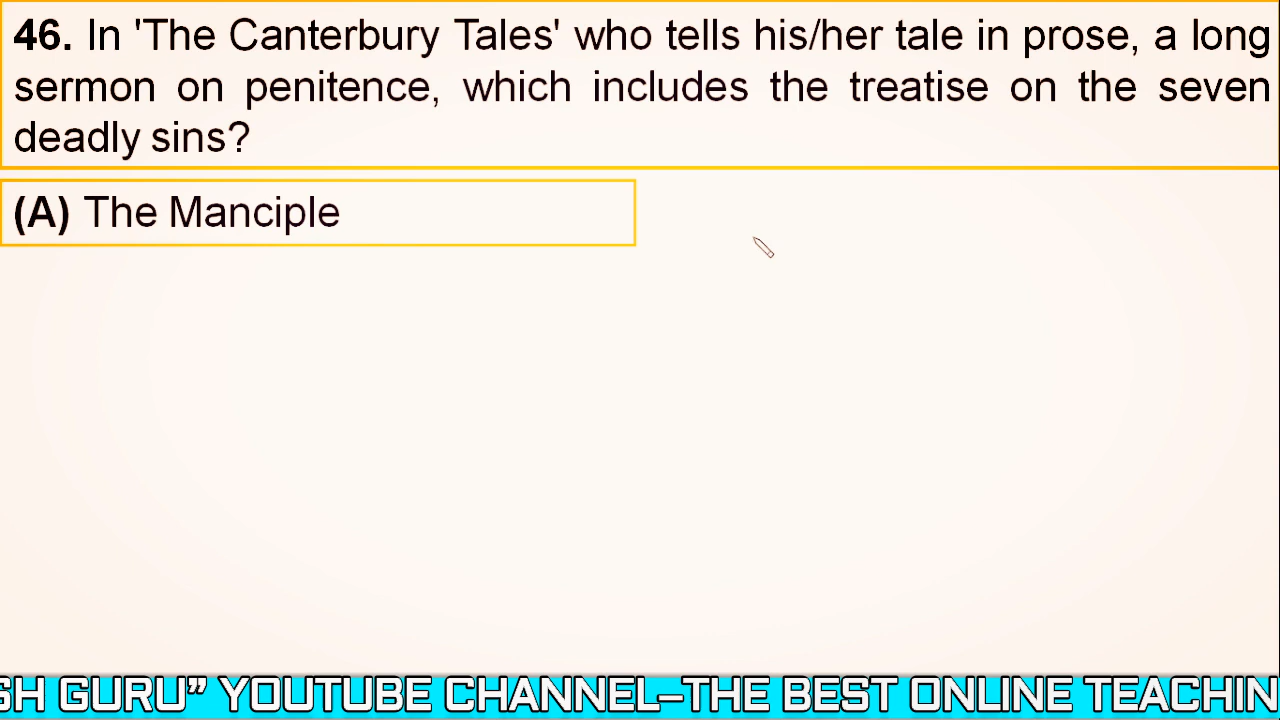 46. In 'The Canterbury Tales' who tells his/her tale in prose, a long
sermon on penitence, which includes the treatise on the seven
deadly sins?
(A) The Manciple
GURU” YOUTUBE CHANNEL–THE BEST ONLINE